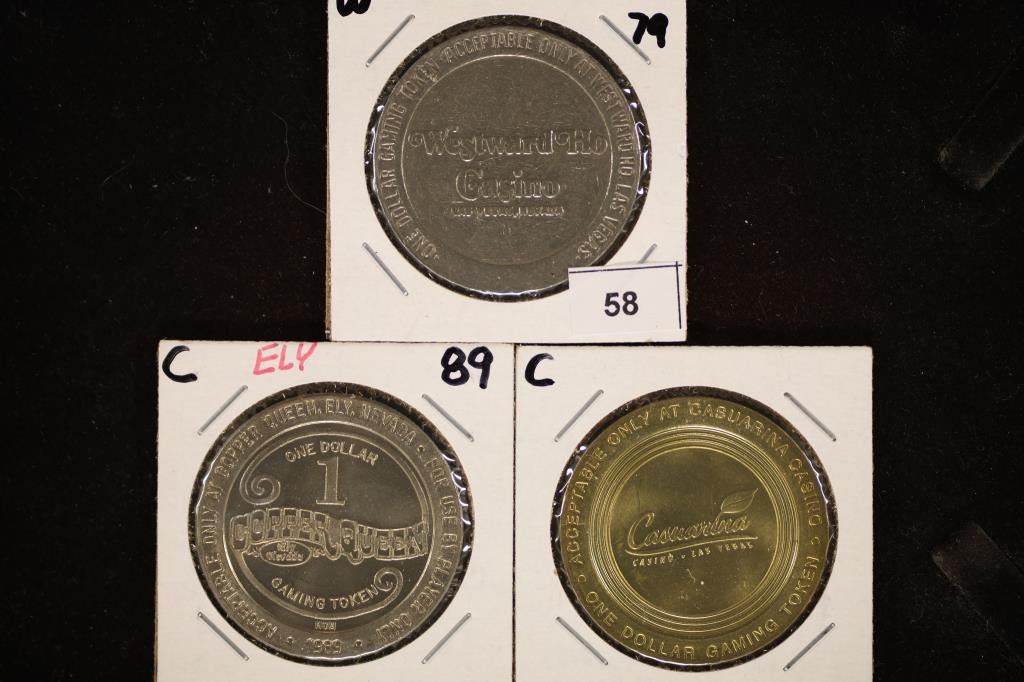 W 79
ONE DOLLAR GAMING TOKEN · ACCEPTABLE ONLY AT WESTWARD HO LAS VEGAS ·
Westward Ho
Casino
58
C ELY 89
ACCEPTABLE ONLY AT COPPER QUEEN, ELY, NEVADA · FOR USE BY PLAYER ONLY · 1989 ·
ONE DOLLAR
1
COPPER QUEEN
Ely
Nevada
GAMING TOKEN
C
ACCEPTABLE ONLY AT CASUARINA CASINO
Casuarina
CASINO · LAS VEGAS
ONE DOLLAR GAMING TOKEN